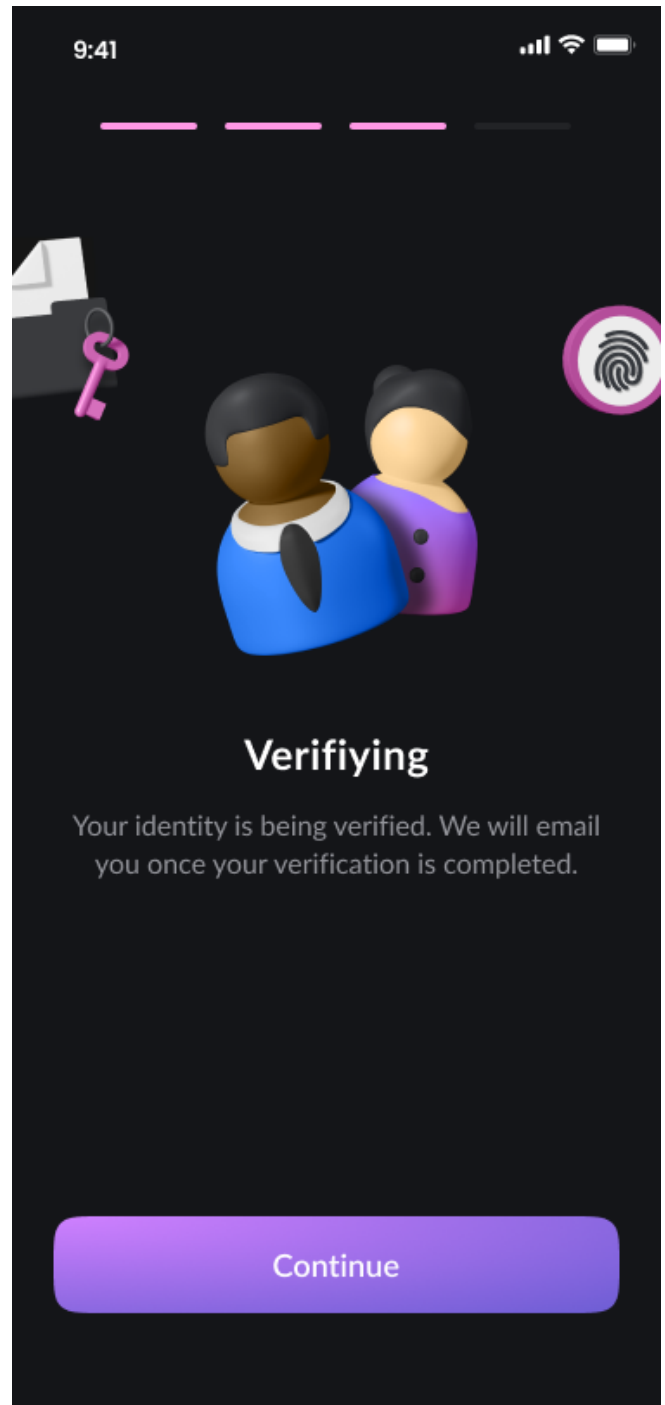 9:41
Verifiying
Your identity is being verified. We will email
you once your verification is completed.
Continue